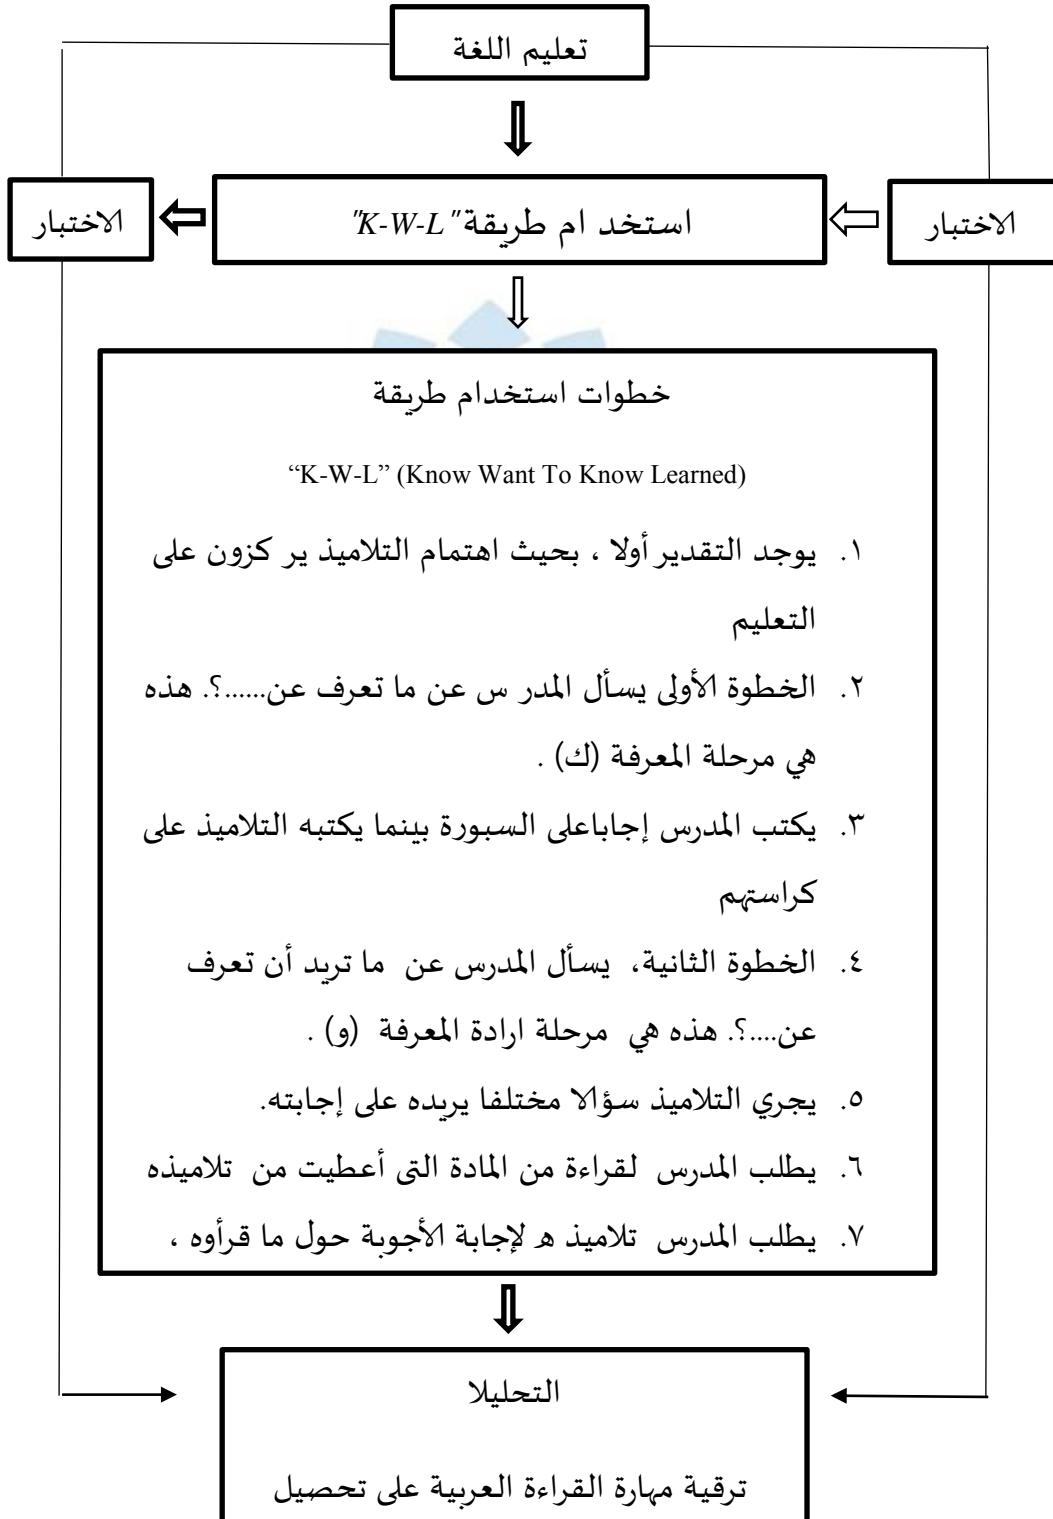 تعليم اللغة
الاختبار
استخد ام طريقة "K-W-L"
الاختبار
خطوات استخدام طريقة
“K-W-L” (Know Want To Know Learned)
١. يوجد التقدير أولا ، بحيث اهتمام التلاميذ ير كزون على
التعليم
٢. الخطوة الأولى يسأل المدر س عن ما تعرف عن......؟. هذه
هي مرحلة المعرفة (ك) .
٣. يكتب المدرس إجاباعلى السبورة بينما يكتبه التلاميذ على
كراستهم
٤. الخطوة الثانية، يسأل المدرس عن ما تريد أن تعرف
عن....؟. هذه هي مرحلة ارادة المعرفة (و) .
٥. يجري التلاميذ سؤالا مختلفا يريده على إجابته.
٦. يطلب المدرس لقراءة من المادة التى أعطيت من تلاميذه
٧. يطلب المدرس تلاميذ ه لإجابة الأجوبة حول ما قرأوه ،
التحليلا
ترقية مهارة القراءة العربية على تحصيل